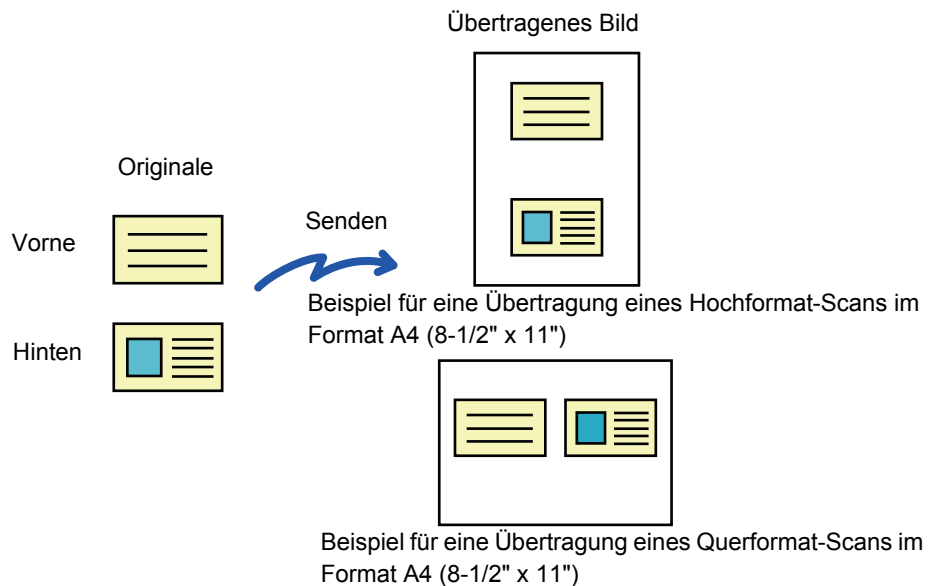 Übertragenes Bild
Originale
Vorne
Senden
Hinten
Beispiel für eine Übertragung eines Hochformat-Scans im
Format A4 (8-1/2" x 11")
Beispiel für eine Übertragung eines Querformat-Scans im
Format A4 (8-1/2" x 11")